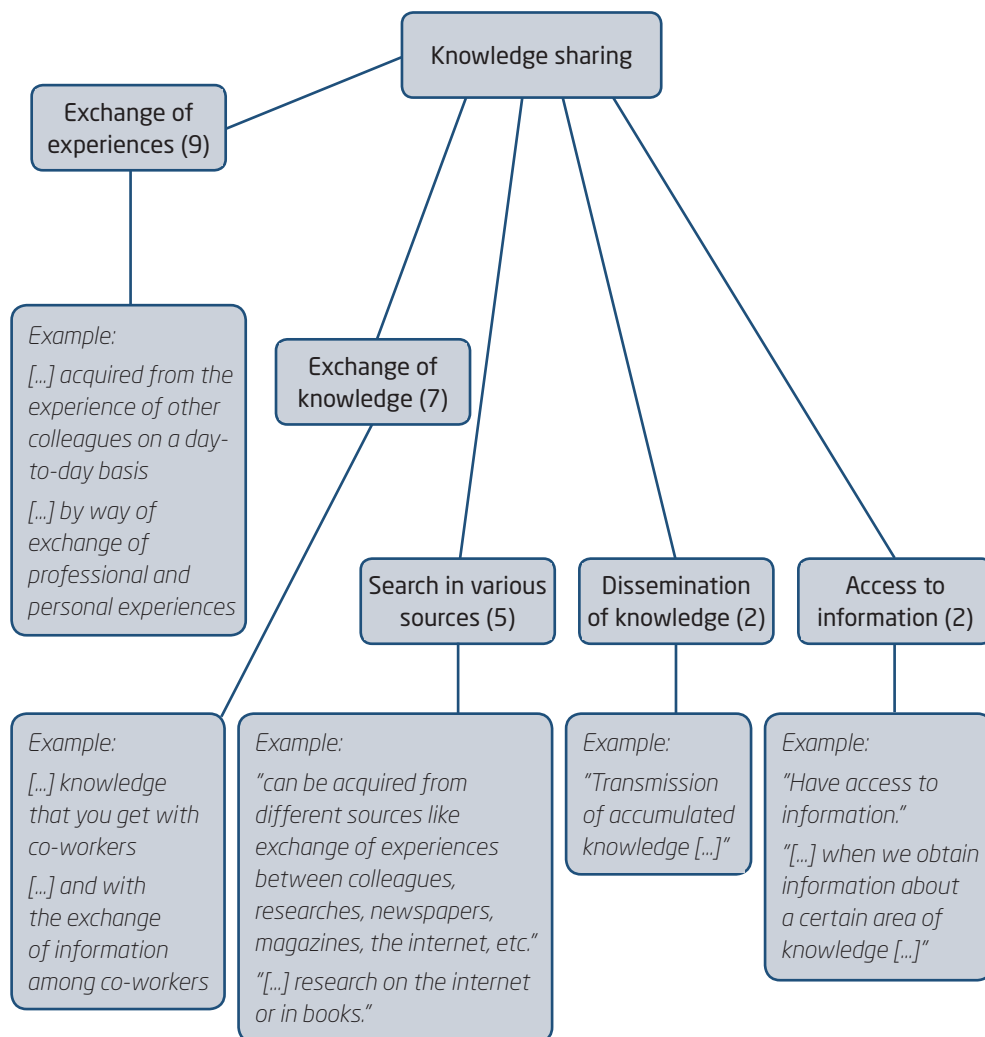 Knowledge sharing
Exchange of
experiences (9)
Example:
[...] acquired from the
experience of other
colleagues on a day-
to-day basis
[...] by way of
exchange of
professional and
personal experiences
Exchange of
knowledge (7)
Example:
[...] knowledge
that you get with
co-workers
[...] and with
the exchange
of information
among co-workers
Search in various
sources (5)
Example:
"can be acquired from
different sources like
exchange of experiences
between colleagues,
researches, newspapers,
magazines, the internet, etc."
"[...] research on the internet
or in books."
Dissemination
of knowledge (2)
Example:
"Transmission
of accumulated
knowledge [...]"
Access to
information (2)
Example:
"Have access to
information."
"[...] when we obtain
information about
a certain area of
knowledge [...]"